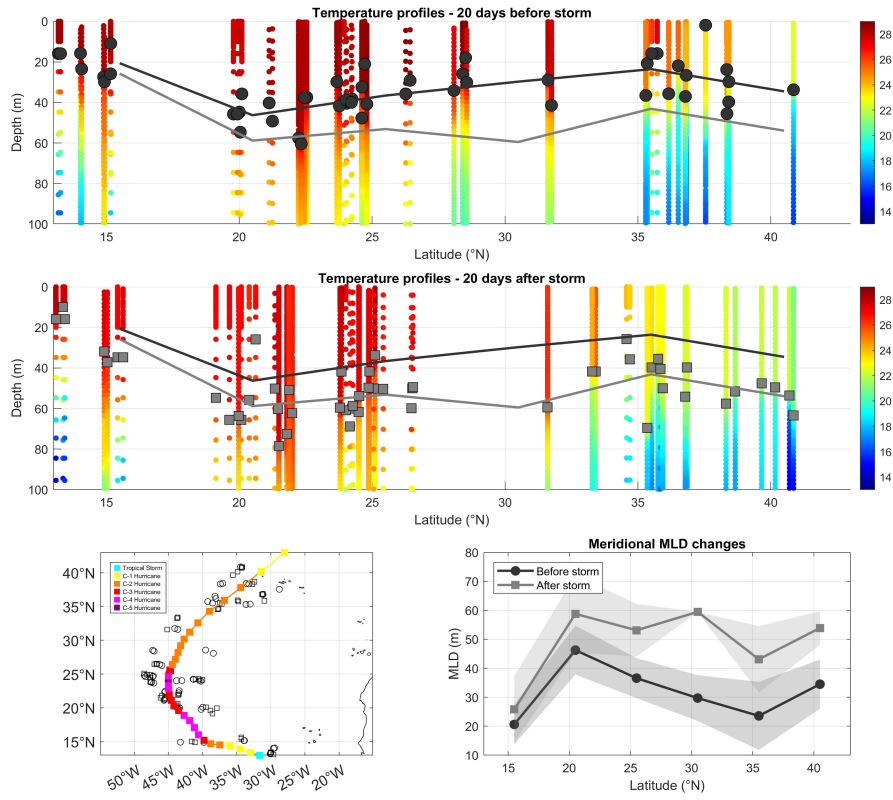 Temperature profiles - 20 days before storm
0
20
40
60
80
100
Depth (m)
15
20
25
30
35
40
Latitude (°N)
28
26
24
22
20
18
16
14
Temperature profiles - 20 days after storm
0
20
40
60
80
100
Depth (m)
15
20
25
30
35
40
Latitude (°N)
28
26
24
22
20
18
16
14
40°N
35°N
30°N
25°N
20°N
15°N
50°W
45°W
40°W
35°W
30°W
25°W
20°W
Tropical Storm
C-1 Hurricane
C-2 Hurricane
C-3 Hurricane
C-4 Hurricane
C-5 Hurricane
Meridional MLD changes
80
70
60
50
40
30
20
10
MLD (m)
Before storm
After storm
15
20
25
30
35
40
Latitude (°N)